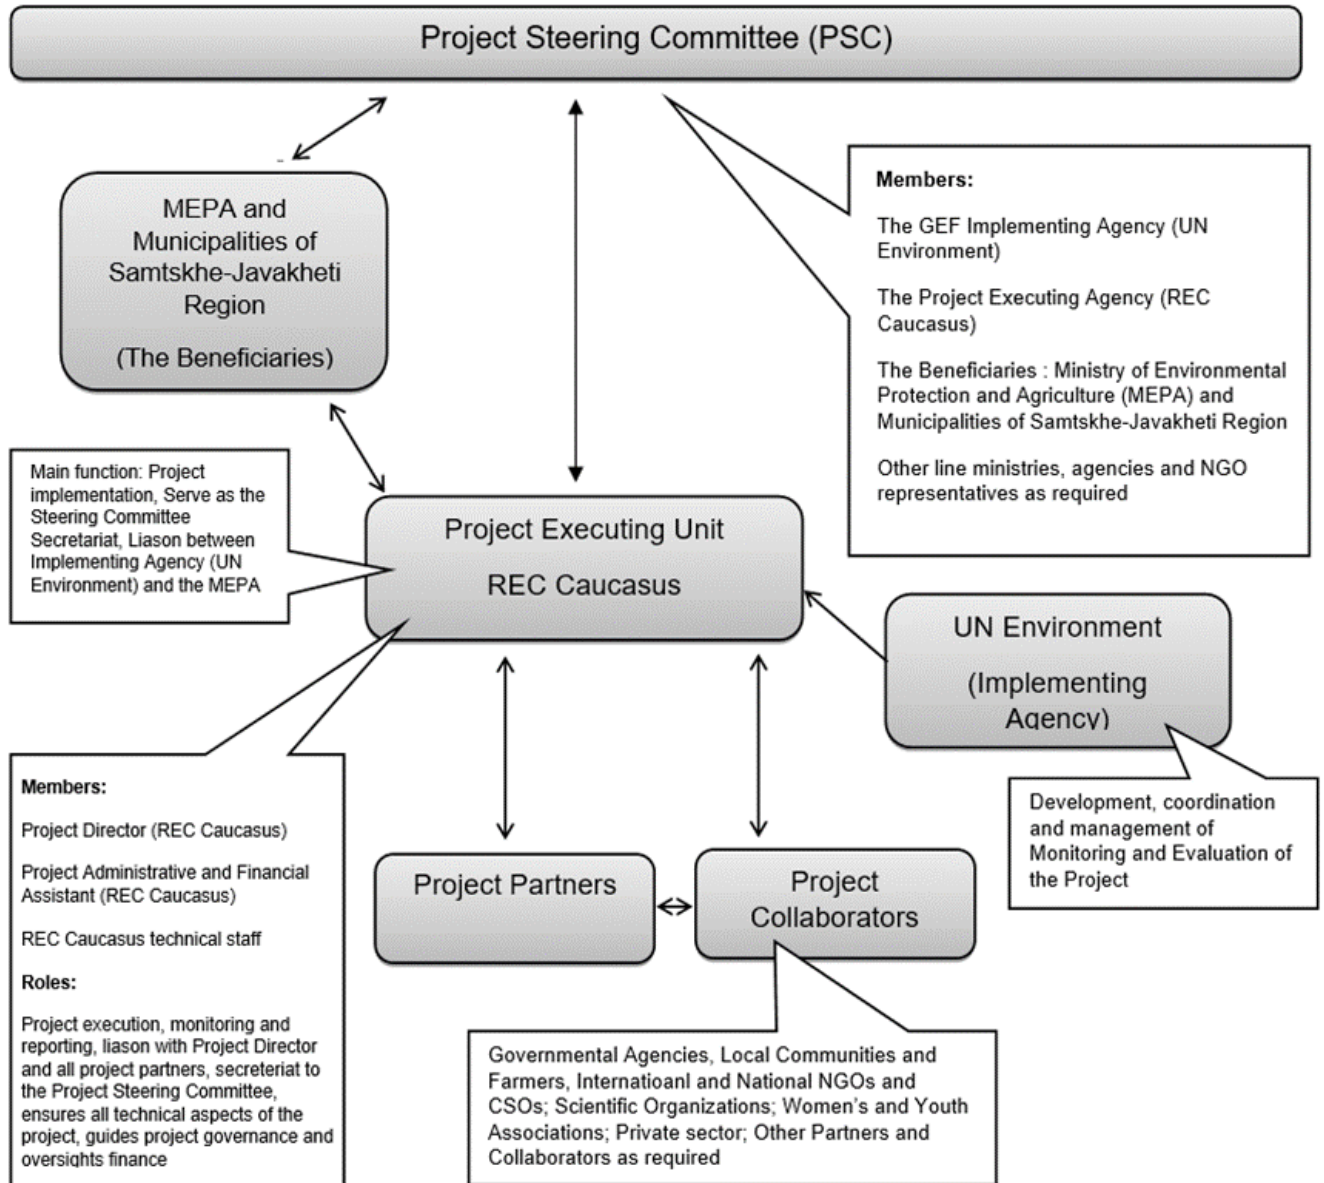 Project Steering Committee (PSC)
MEPA and
Municipalities of
Samtskhe-Javakheti
Region
(The Beneficiaries)
Members:
The GEF Implementing Agency (UN
Environment)
The Project Executing Agency (REC
Caucasus)
The Beneficiaries : Ministry of Environmental
Protection and Agriculture (MEPA) and
Municipalities of Samtskhe-Javakheti Region
Other line ministries, agencies and NGO
representatives as required
Main function: Project
implementation, Serve as the
Steering Committee
Secretariat, Liason between
Implementing Agency (UN
Environment) and the MEPA
Project Executing Unit
REC Caucasus
UN Environment
(Implementing
Agency)
Development, coordination
and management of
Monitoring and Evaluation of
the Project
Members:
Project Director (REC Caucasus)
Project Administrative and Financial
Assistant (REC Caucasus)
REC Caucasus technical staff
Roles:
Project execution, monitoring and
reporting, liason with Project Director
and all project partners, secreteriat to
the Project Steering Committee,
ensures all technical aspects of the
project, guides project governance and
oversights finance
Project Partners
Project
Collaborators
Governmental Agencies, Local Communities and
Farmers, Internatioanl and National NGOs and
CSOs; Scientific Organizations; Women's and Youth
Associations; Private sector; Other Partners and
Collaborators as required